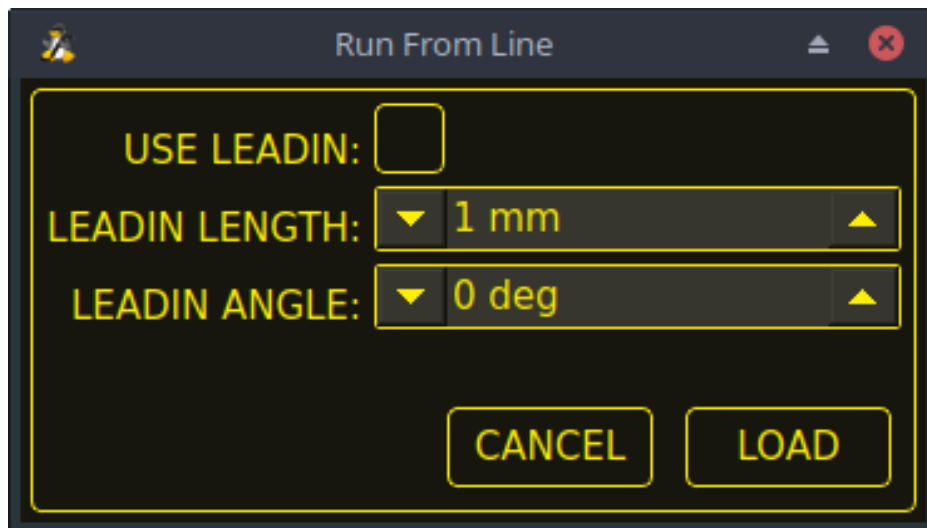 Run From Line
USE LEADIN:
LEADIN LENGTH: 1 mm
LEADIN ANGLE: 0 deg
CANCEL LOAD